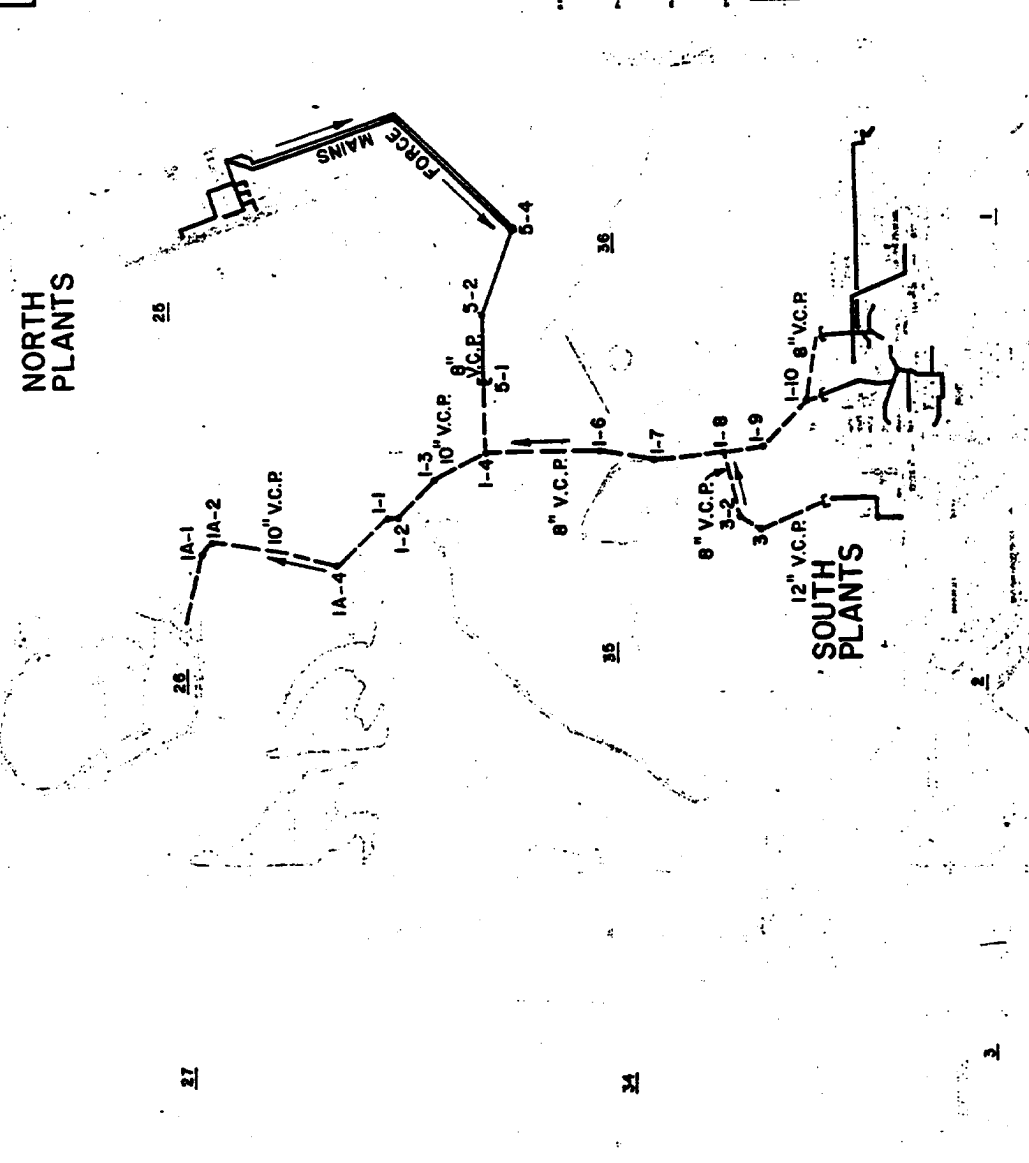 NORTH
PLANTS
25
MAINS
FORCE
5-4
36
1
5-2
8"
V.C.P.
5-1
10" V.C.P.
1-3
1-4
1-1
1-2
10" V.C.P.
1A-1
1A-2
1A-4
8" V.C.P.
1-6
1-7
1-8
1-9
1-10
8" V.C.P.
8" V.C.P.
3-2
3
12" V.C.P.
SOUTH
PLANTS
26
35
2
27
34
3